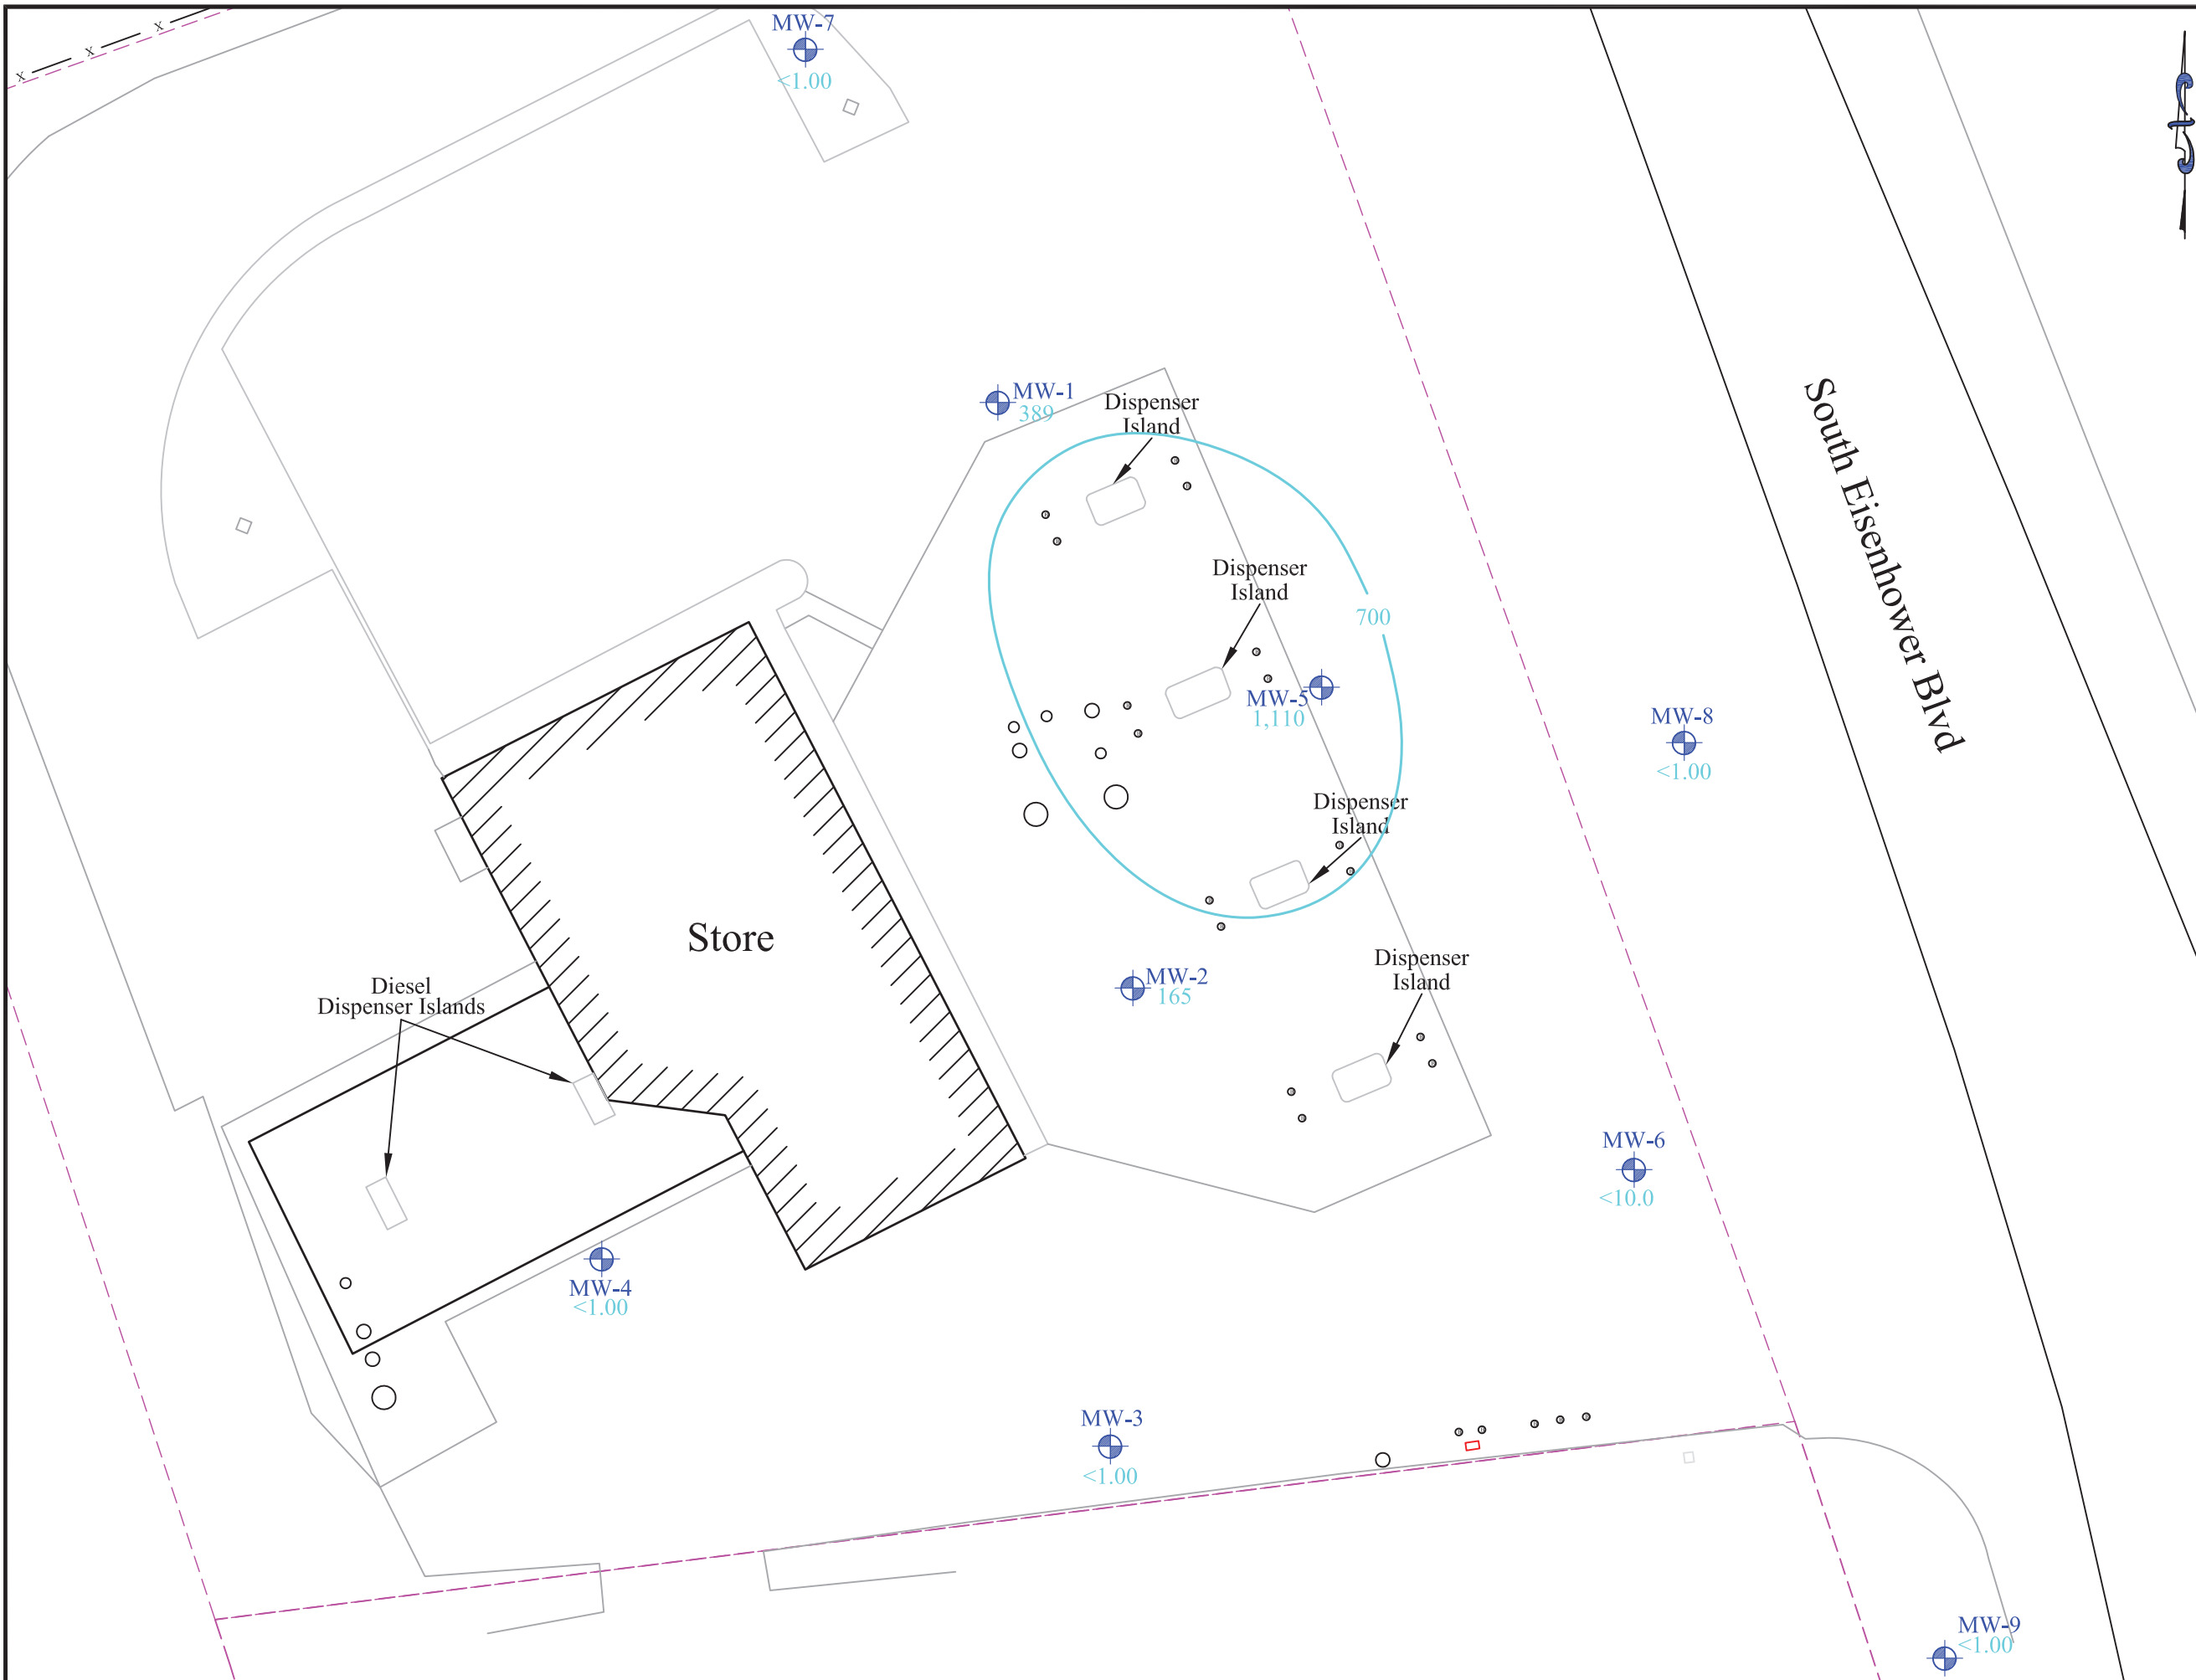 MW-7
<1.00
x
x
x
MW-1
389
Dispenser
Island
South Eisenhower Blvd
Dispenser
Island
700
MW-5
1,110
MW-8
<1.00
Dispenser
Island
Store
Dispenser
Island
MW-2
165
Diesel
Dispenser Islands
MW-6
<10.0
MW-4
<1.00
MW-3
<1.00
MW-9
<1.00